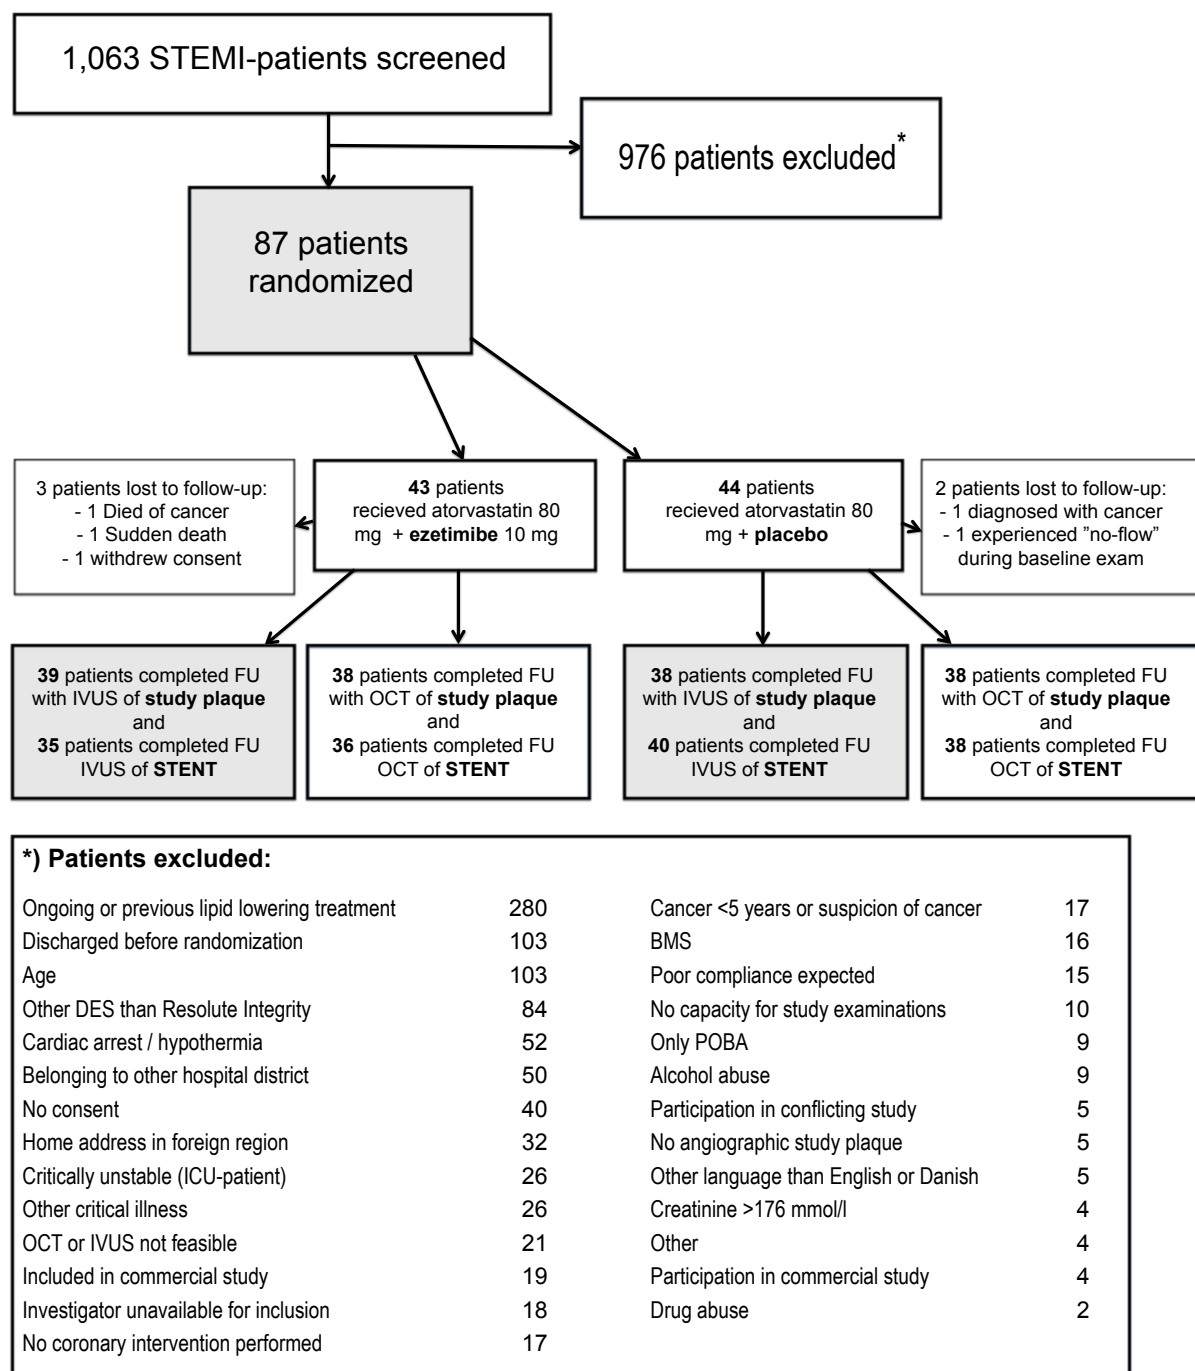 1,063 STEMI-patients screened
976 patients excluded*
87 patients
randomized
3 patients lost to follow-up:
- 1 Died of cancer
- 1 Sudden death
- 1 withdrew consent
43 patients
recieved atorvastatin 80
mg + ezetimibe 10 mg
44 patients
recieved atorvastatin 80
mg + placebo
2 patients lost to follow-up:
- 1 diagnosed with cancer
- 1 experienced ”no-flow”
during baseline exam
39 patients completed FU
with IVUS of study plaque
and
35 patients completed FU
IVUS of STENT
38 patients completed FU
with OCT of study plaque
and
36 patients completed FU
OCT of STENT
38 patients completed FU
with IVUS of study plaque
and
40 patients completed FU
IVUS of STENT
38 patients completed FU
with OCT of study plaque
and
38 patients completed FU
OCT of STENT
*) Patients excluded:
Ongoing or previous lipid lowering treatment 280
Discharged before randomization 103
Age 103
Other DES than Resolute Integrity 84
Cardiac arrest / hypothermia 52
Belonging to other hospital district 50
No consent 40
Home address in foreign region 32
Critically unstable (ICU-patient) 26
Other critical illness 26
OCT or IVUS not feasible 21
Included in commercial study 19
Investigator unavailable for inclusion 18
No coronary intervention performed 17
Cancer <5 years or suspicion of cancer 17
BMS 16
Poor compliance expected 15
No capacity for study examinations 10
Only POBA 9
Alcohol abuse 9
Participation in conflicting study 5
No angiographic study plaque 5
Other language than English or Danish 5
Creatinine >176 mmol/l 4
Other 4
Participation in commercial study 4
Drug abuse 2